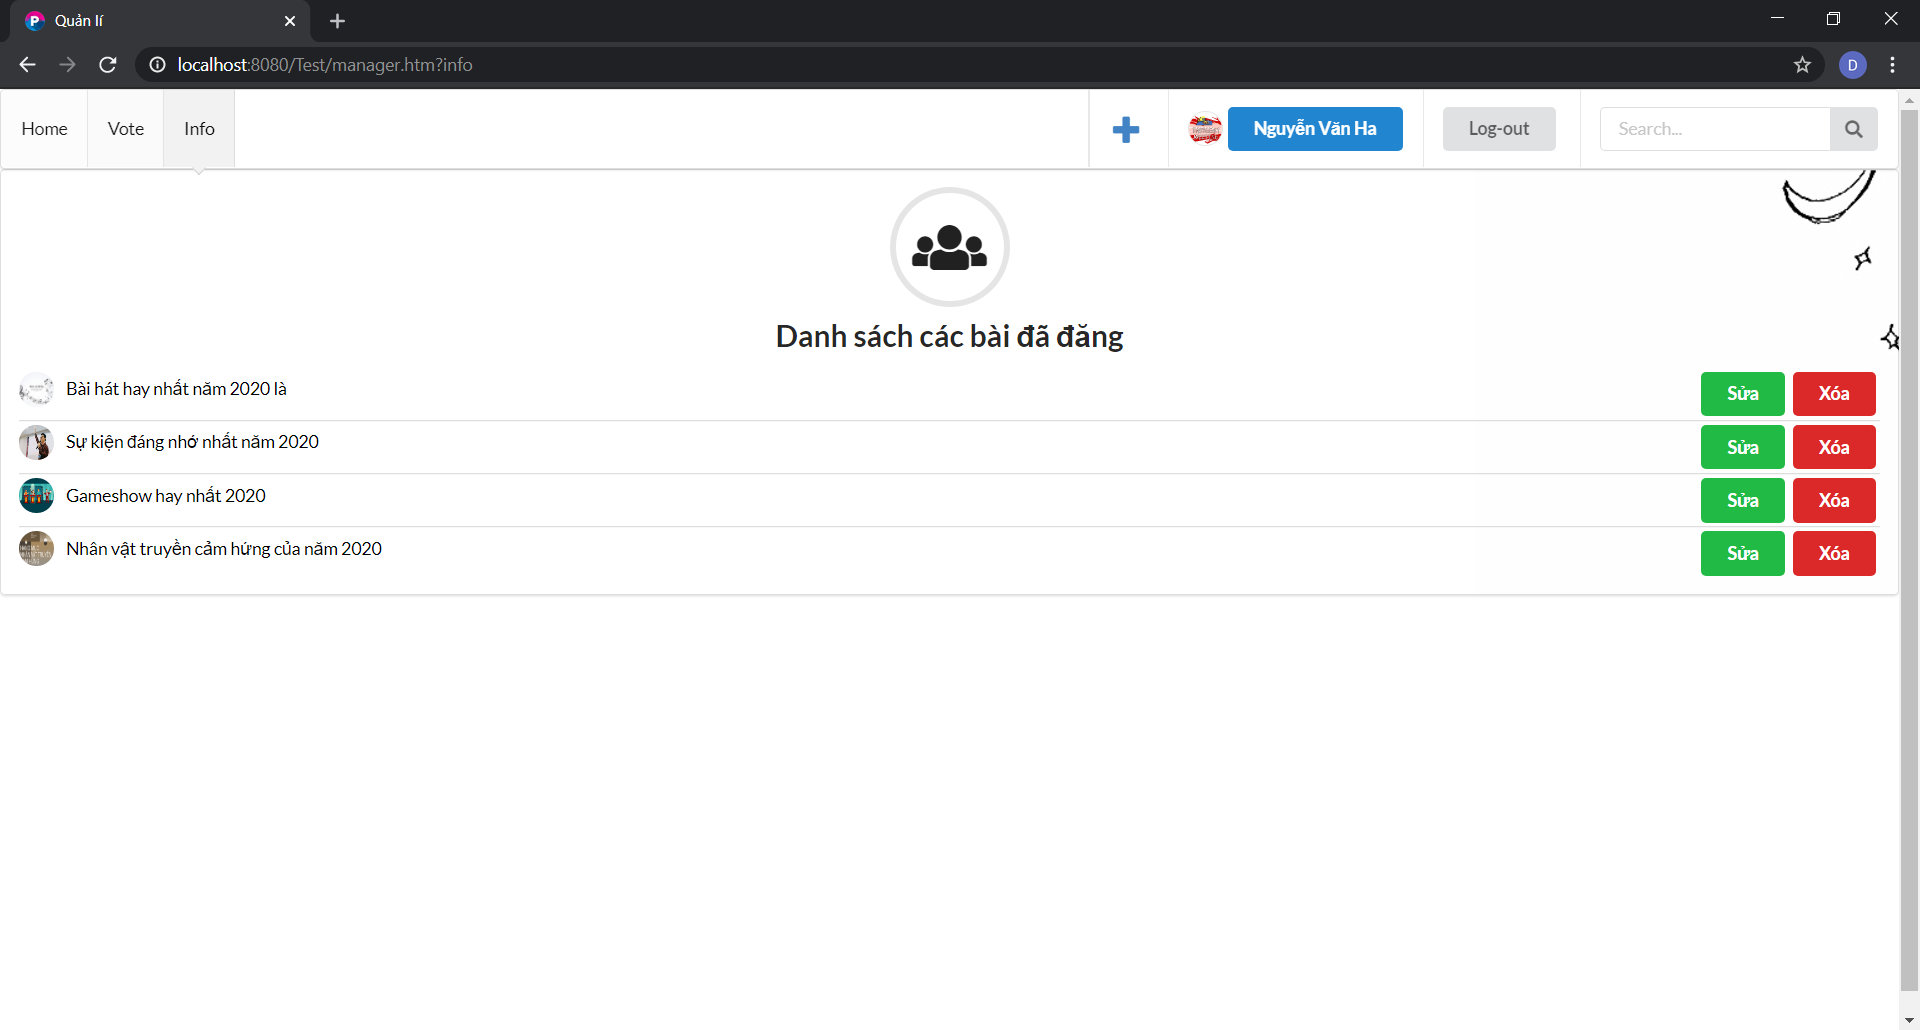 Quản lí
localhost:8080/Test/manager.htm?info
D
Home
Vote
Info
Nguyễn Văn Ha
Log-out
Search...
Danh sách các bài đã đăng
Bài hát hay nhất năm 2020 là
Sửa
Xóa
Sự kiện đáng nhớ nhất năm 2020
Sửa
Xóa
Gameshow hay nhất 2020
Sửa
Xóa
Nhân vật truyền cảm hứng của năm 2020
Sửa
Xóa